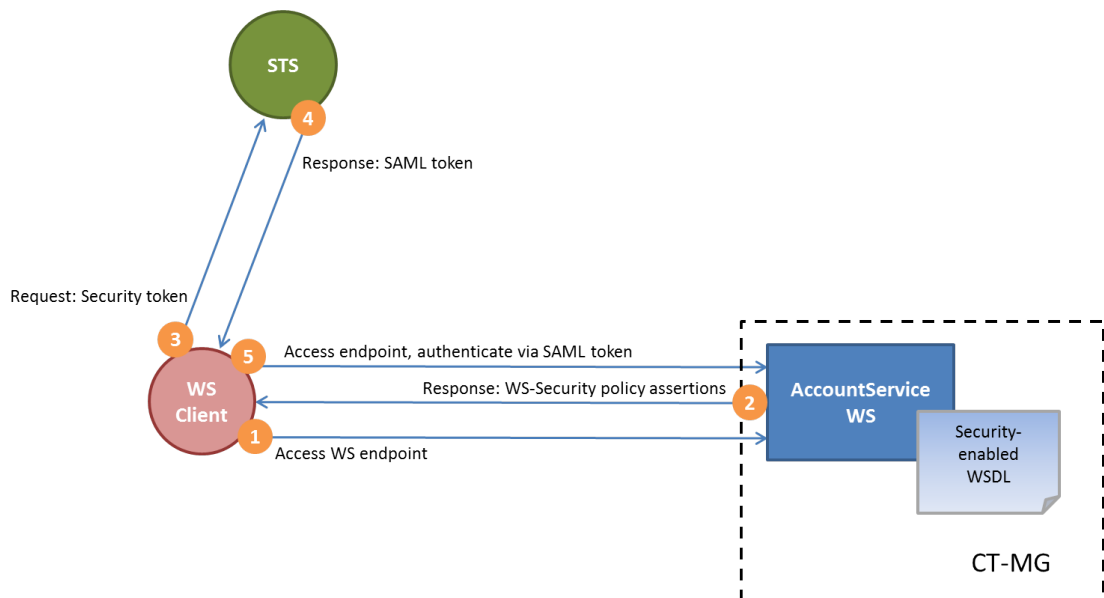 STS
4
Response: SAML token
Request: Security token
3
5
Access endpoint, authenticate via SAML token
WS
Client
Response: WS-Security policy assertions
2
AccountService
WS
1
Access WS endpoint
Security-
enabled
WSDL
CT-MG